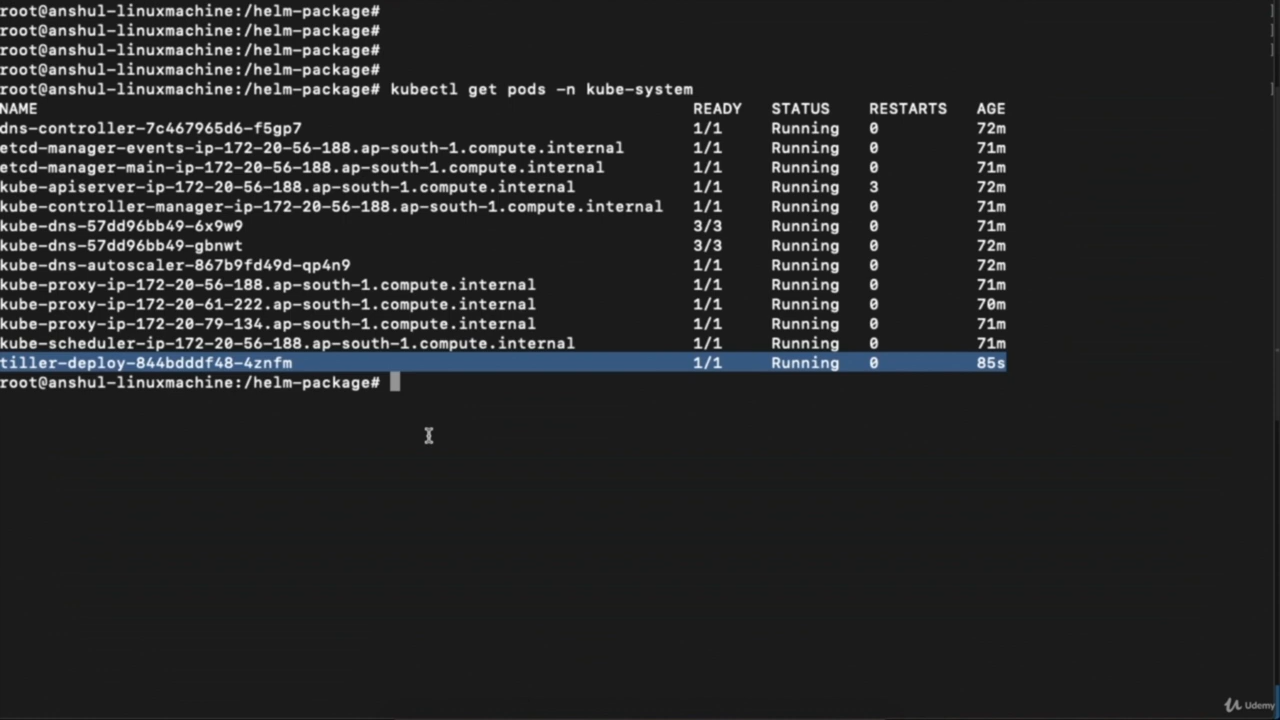 root@anshul-linuxmachine:/helm-package#
root@anshul-linuxmachine:/helm-package#
root@anshul-linuxmachine:/helm-package#
root@anshul-linuxmachine:/helm-package#
root@anshul-linuxmachine:/helm-package# kubectl get pods -n kube-system
NAME READY STATUS RESTARTS AGE
dns-controller-7c467965d6-f5gp7 1/1 Running 0 72m
etcd-manager-events-ip-172-20-56-188.ap-south-1.compute.internal 1/1 Running 0 71m
etcd-manager-main-ip-172-20-56-188.ap-south-1.compute.internal 1/1 Running 0 71m
kube-apiserver-ip-172-20-56-188.ap-south-1.compute.internal 1/1 Running 3 72m
kube-controller-manager-ip-172-20-56-188.ap-south-1.compute.internal 1/1 Running 0 71m
kube-dns-57dd96bb49-6x9w9 3/3 Running 0 71m
kube-dns-57dd96bb49-gbnwt 3/3 Running 0 72m
kube-dns-autoscaler-867b9fd49d-qp4n9 1/1 Running 0 72m
kube-proxy-ip-172-20-56-188.ap-south-1.compute.internal 1/1 Running 0 71m
kube-proxy-ip-172-20-61-222.ap-south-1.compute.internal 1/1 Running 0 70m
kube-proxy-ip-172-20-79-134.ap-south-1.compute.internal 1/1 Running 0 71m
kube-scheduler-ip-172-20-56-188.ap-south-1.compute.internal 1/1 Running 0 71m
tiller-deploy-844bdddf48-4znfm 1/1 Running 0 85s
root@anshul-linuxmachine:/helm-package#
Udemy